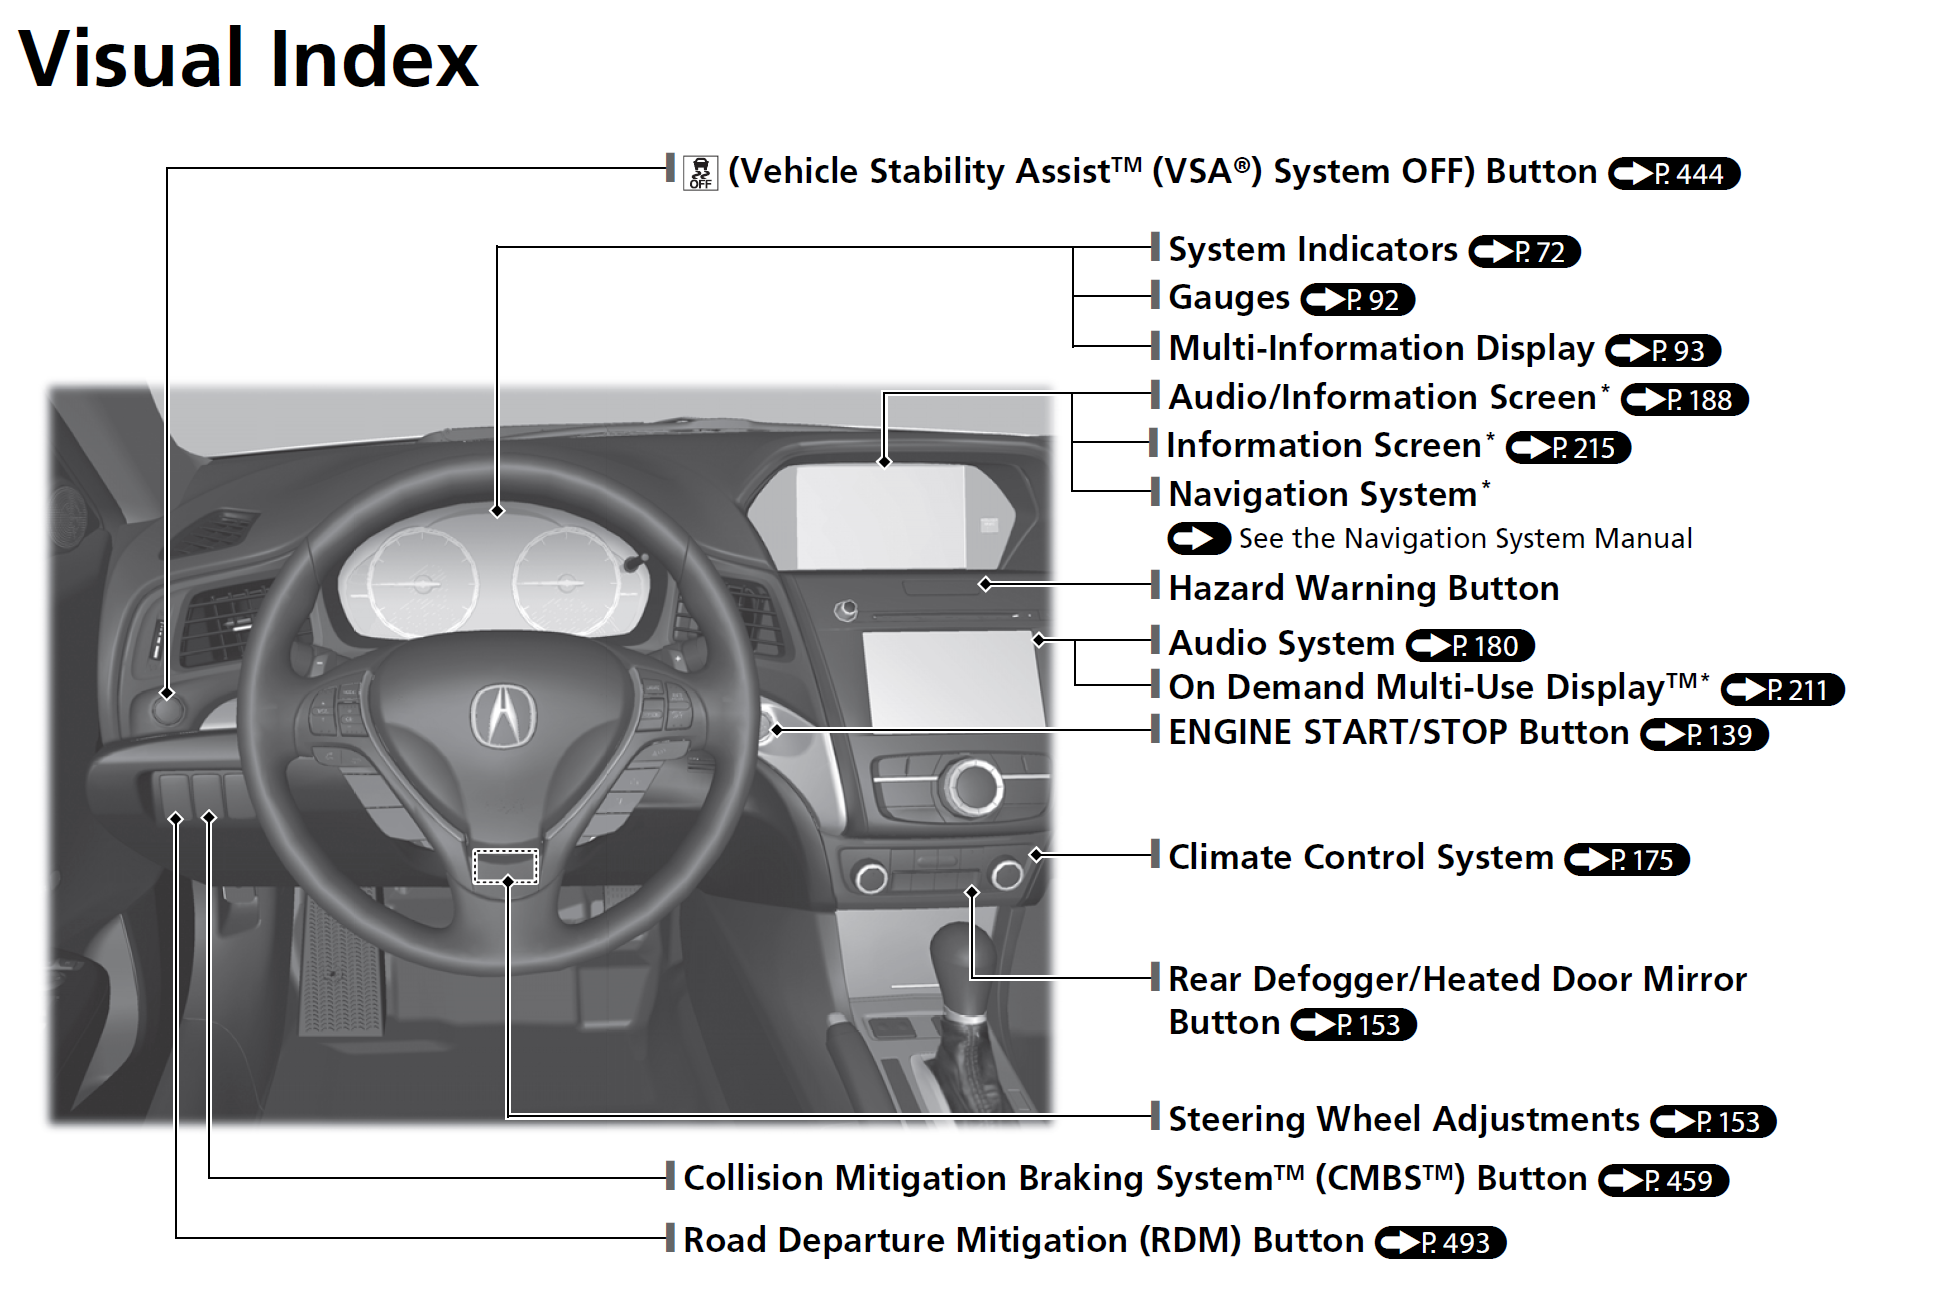 Visual Index
OFF (Vehicle Stability Assist™ (VSA®) System OFF) Button P. 444
System Indicators P. 72
Gauges P. 92
Multi-Information Display P. 93
Audio/Information Screen* P. 188
Information Screen* P. 215
Navigation System*
See the Navigation System Manual
Hazard Warning Button
Audio System P. 180
On Demand Multi-Use Display™* P. 211
ENGINE START/STOP Button P. 139
Climate Control System P. 175
Rear Defogger/Heated Door Mirror
Button P. 153
Steering Wheel Adjustments P. 153
Collision Mitigation Braking System™ (CMBS™) Button P. 459
Road Departure Mitigation (RDM) Button P. 493